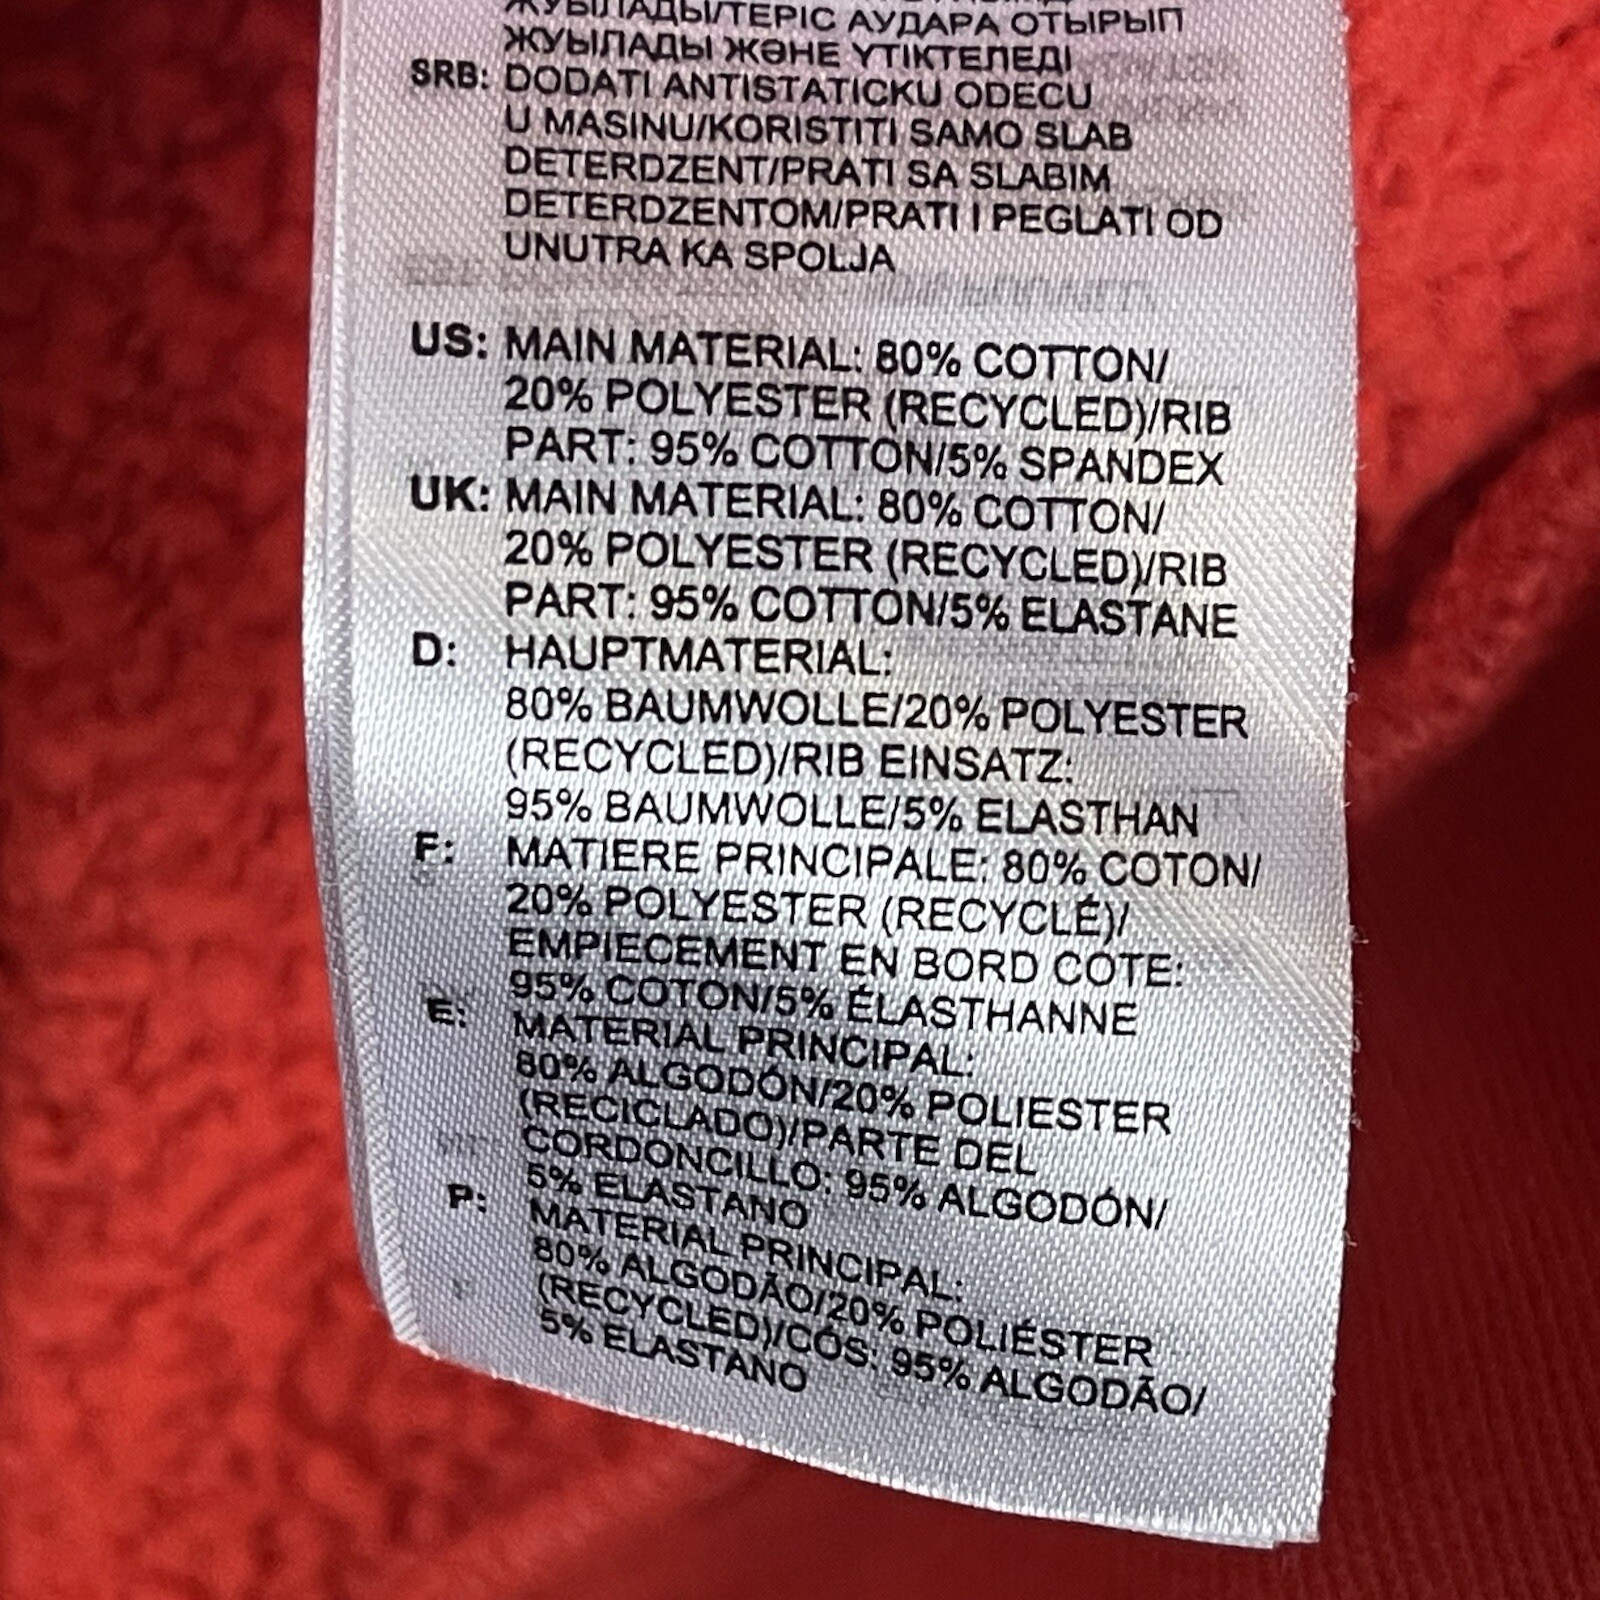 ЖУЫЛАДЫ/ТЕРІС АУДАРА ОТЫРЫП
ЖУЫЛАДЫ ЖӘНЕ ҮТІКТЕЛЕДІ
SRB: DODATI ANTISTATICKU ODECU
U MASINU/KORISTITI SAMO SLAB
DETERDZENT/PRATI SA SLABIM
DETERDZENTOM/PRATI I PEGLATI OD
UNUTRA KA SPOLJA
US: MAIN MATERIAL: 80% COTTON/
20% POLYESTER (RECYCLED)/RIB
PART: 95% COTTON/5% SPANDEX
UK: MAIN MATERIAL: 80% COTTON/
20% POLYESTER (RECYCLED)/RIB
PART: 95% COTTON/5% ELASTANE
D: HAUPTMATERIAL:
80% BAUMWOLLE/20% POLYESTER
(RECYCLED)/RIB EINSATZ:
95% BAUMWOLLE/5% ELASTHAN
F: MATIERE PRINCIPALE: 80% COTON/
20% POLYESTER (RECYCLÉ)/
EMPIECEMENT EN BORD COTE:
95% COTON/5% ÉLASTHANNE
E: MATERIAL PRINCIPAL:
80% ALGODÓN/20% POLIESTER
(RECICLADO)/PARTE DEL
CORDONCILLO: 95% ALGODÓN/
5% ELASTANO
P: MATERIAL PRINCIPAL:
80% ALGODÃO/20% POLIÉSTER
(RECYCLED)/CÓS: 95% ALGODÃO/
5% ELASTANO